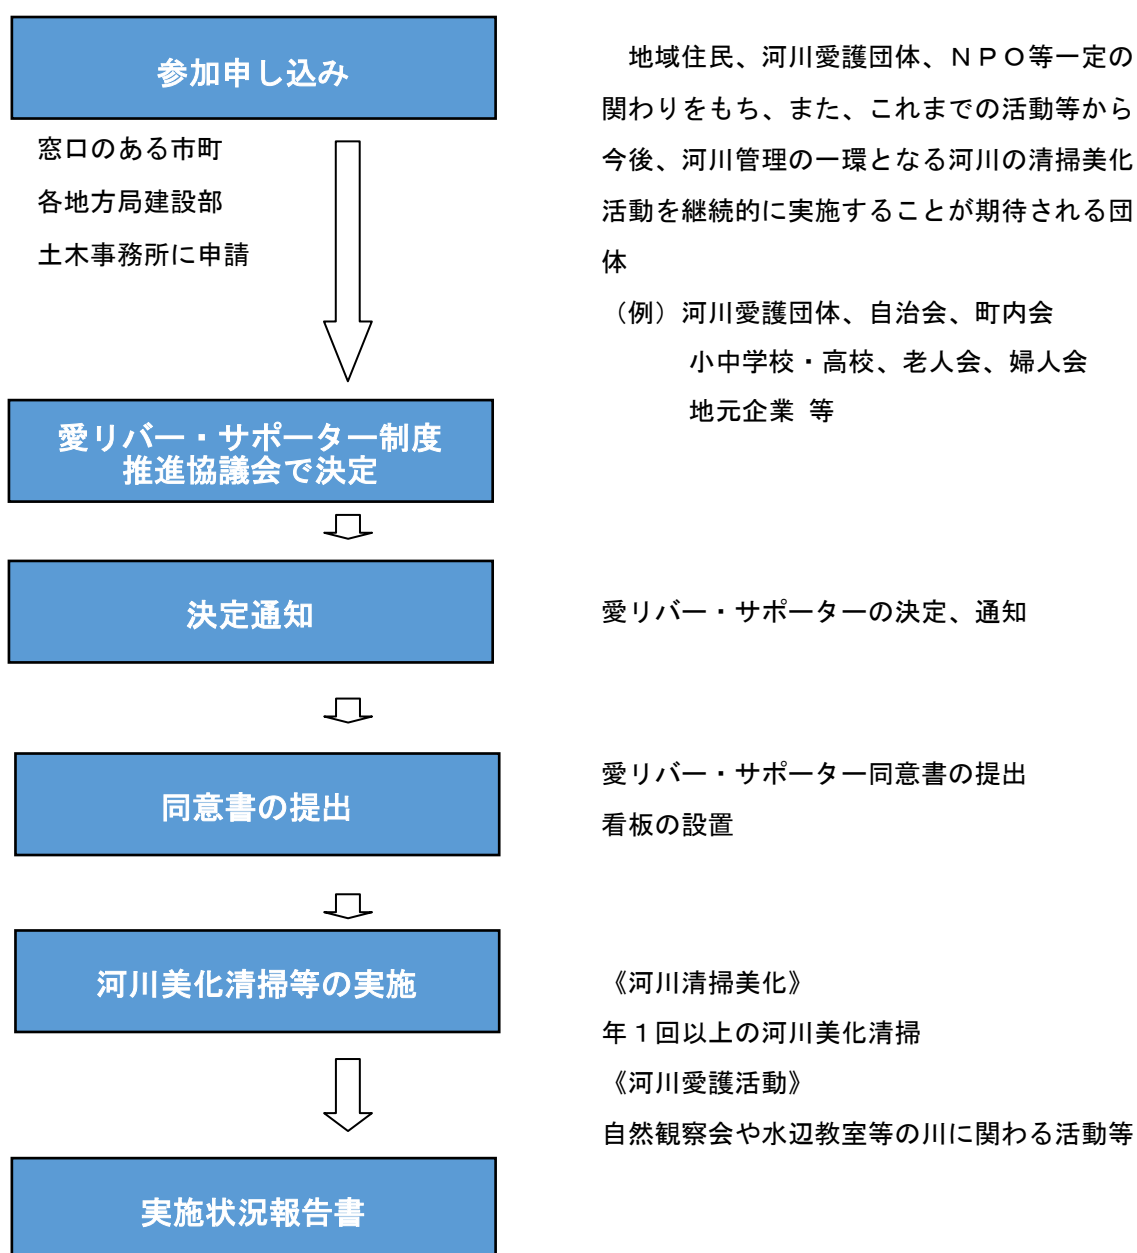 参加申し込み
窓口のある市町
各地方局建設部
土木事務所に申請
　地域住民、河川愛護団体、ＮＰＯ等一定の
関わりをもち、また、これまでの活動等から
今後、河川管理の一環となる河川の清掃美化
活動を継続的に実施することが期待される団
体
（例）河川愛護団体、自治会、町内会
小中学校・高校、老人会、婦人会
地元企業 等
愛リバー・サポーター制度
推進協議会で決定
決定通知
愛リバー・サポーターの決定、通知
同意書の提出
愛リバー・サポーター同意書の提出
看板の設置
河川美化清掃等の実施
《河川清掃美化》
年１回以上の河川美化清掃
《河川愛護活動》
自然観察会や水辺教室等の川に関わる活動等
実施状況報告書